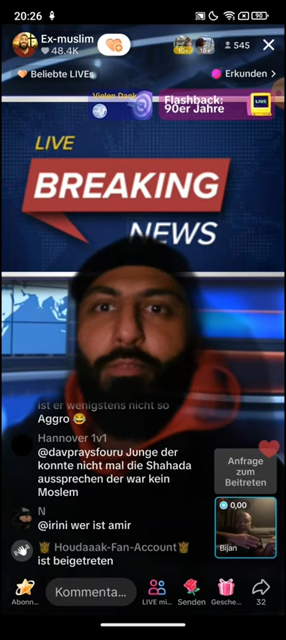 20:26
90
Ex-muslim
48.4K
10+
10+
545
Beliebte LIVEs
Erkunden >
Vielen Dank
Flashback:
90er Jahre
LIVE
LIVE
BREAKING
NEWS
ist er wenigstens nicht so
Aggro 😂
Hannover 1v1
@davpraysfouru Junge der
konnte nicht mal die Shahada
aussprechen der war kein
Moslem
Anfrage
zum
Beitreten
N
@irini wer ist amir
0,00
Bijan
Houdaaak-Fan-Account
ist beigetreten
Kommenta...
Abonn...
LIVE mi...
Senden
Gesche...
32